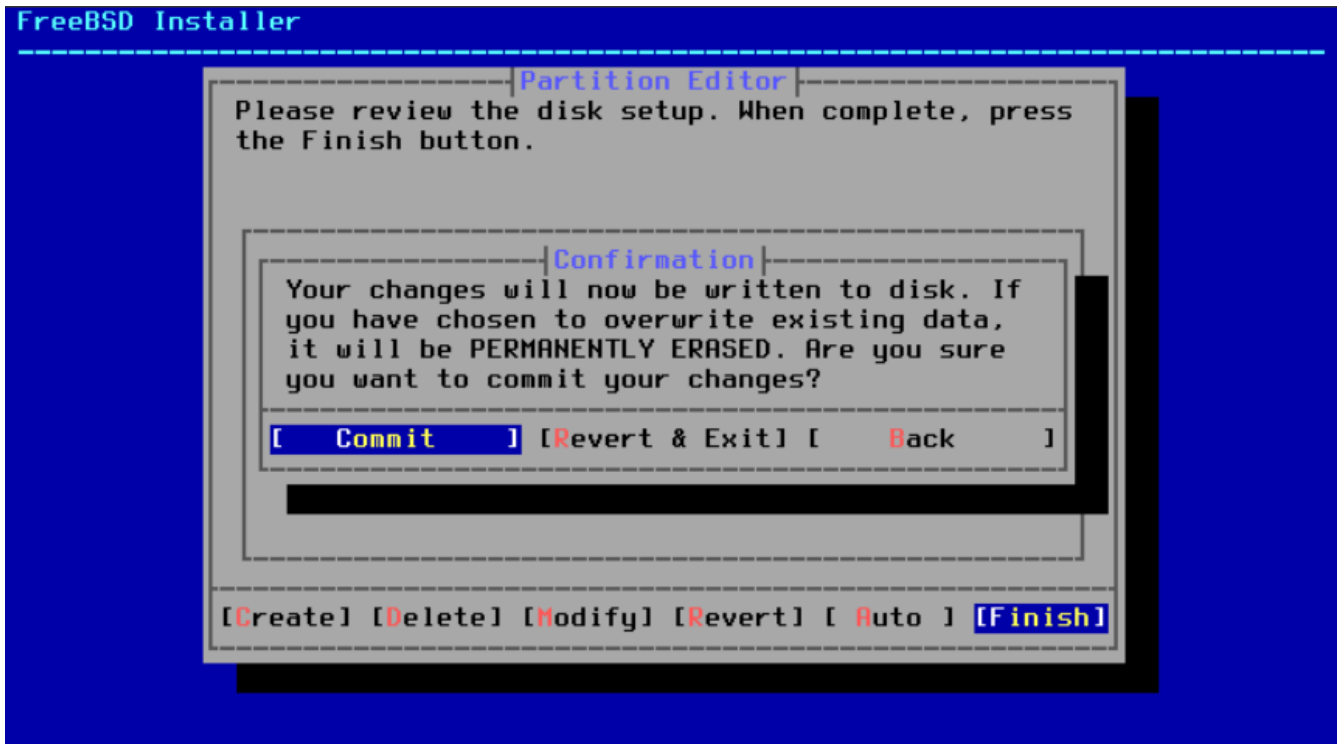 FreeBSD Installer
Partition Editor
Please review the disk setup. When complete, press
the Finish button.
Confirmation
Your changes will now be written to disk. If
you have chosen to overwrite existing data,
it will be PERMANENTLY ERASED. Are you sure
you want to commit your changes?
[ Commit ] [Revert & Exit] [ Back ]
[Create] [Delete] [Modify] [Revert] [ Auto ] [Finish]